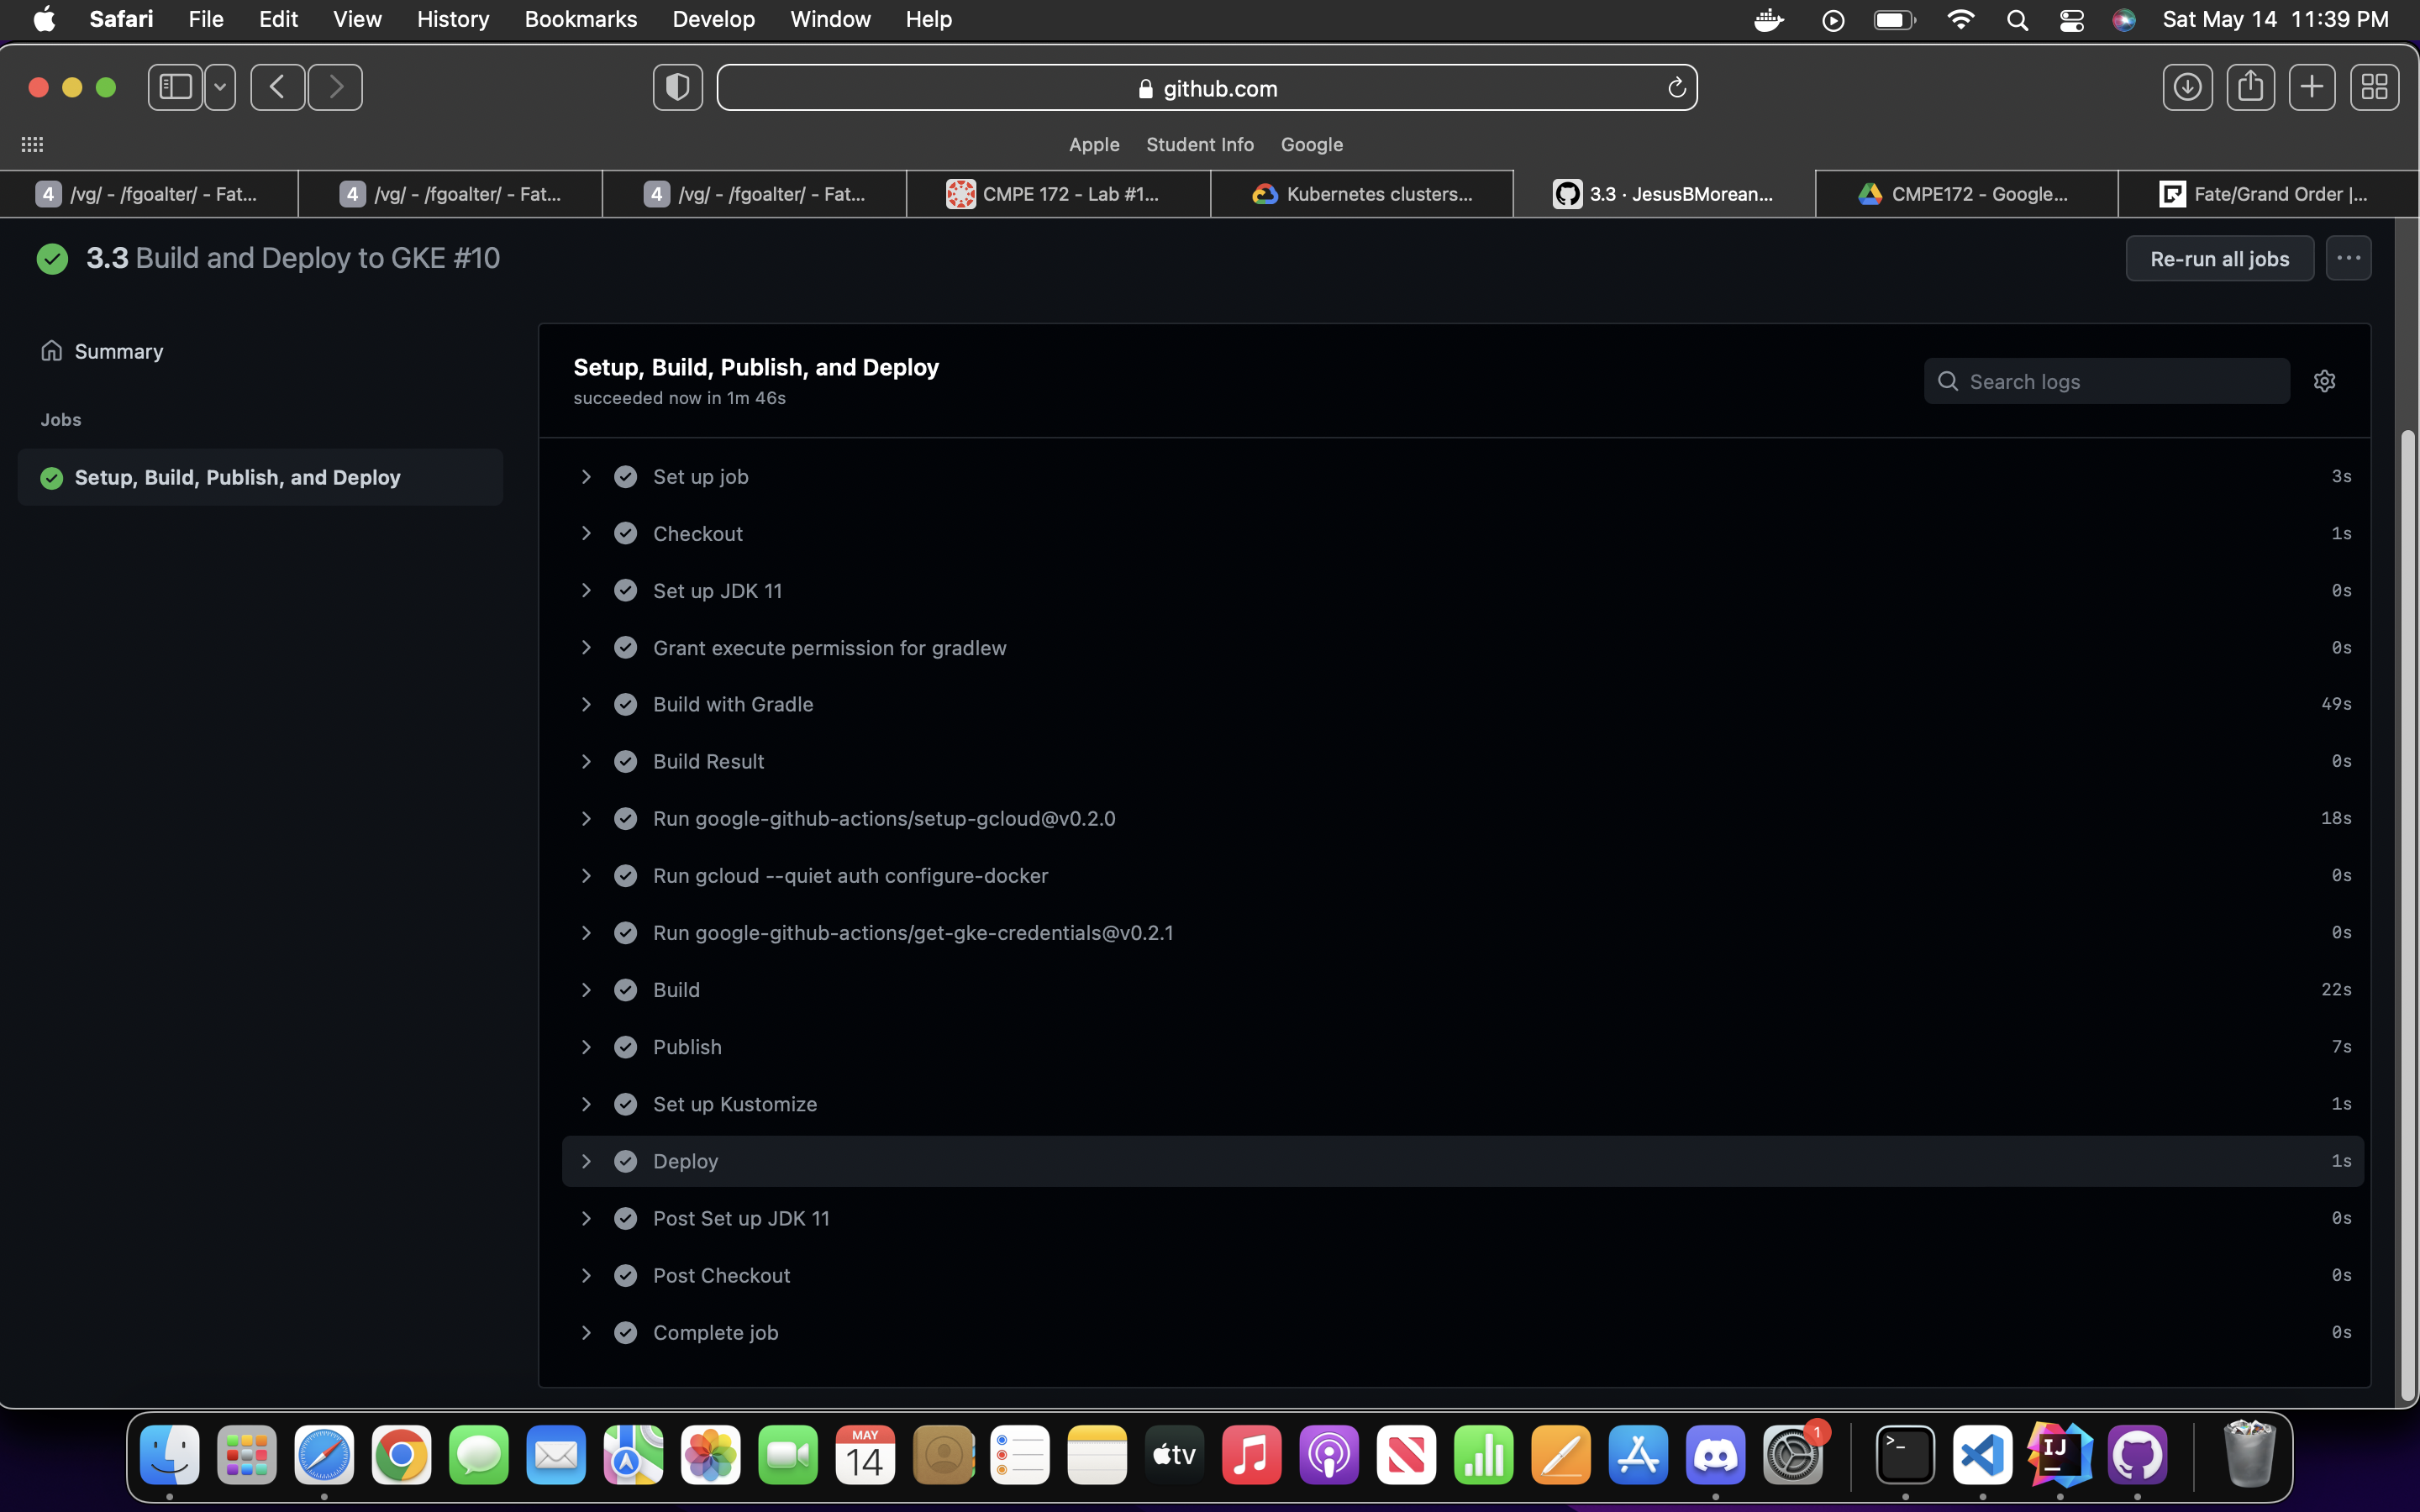 Safari File Edit View History Bookmarks Develop Window Help Sat May 14 11:39 PM
github.com
Apple Student Info Google
4 /vg/ - /fgoalter/ - Fat... 4 /vg/ - /fgoalter/ - Fat... 4 /vg/ - /fgoalter/ - Fat... CMPE 172 - Lab #1... Kubernetes clusters... 3.3 · JesusBMorean... CMPE172 - Google... Fate/Grand Order |...
3.3 Build and Deploy to GKE #10 Re-run all jobs
Summary
Jobs
Setup, Build, Publish, and Deploy
Setup, Build, Publish, and Deploy
succeeded now in 1m 46s
Search logs
Set up job 3s
Checkout 1s
Set up JDK 11 0s
Grant execute permission for gradlew 0s
Build with Gradle 49s
Build Result 0s
Run google-github-actions/setup-gcloud@v0.2.0 18s
Run gcloud --quiet auth configure-docker 0s
Run google-github-actions/get-gke-credentials@v0.2.1 0s
Build 22s
Publish 7s
Set up Kustomize 1s
Deploy 1s
Post Set up JDK 11 0s
Post Checkout 0s
Complete job 0s
MAY
14
tv
1
>_
IJ